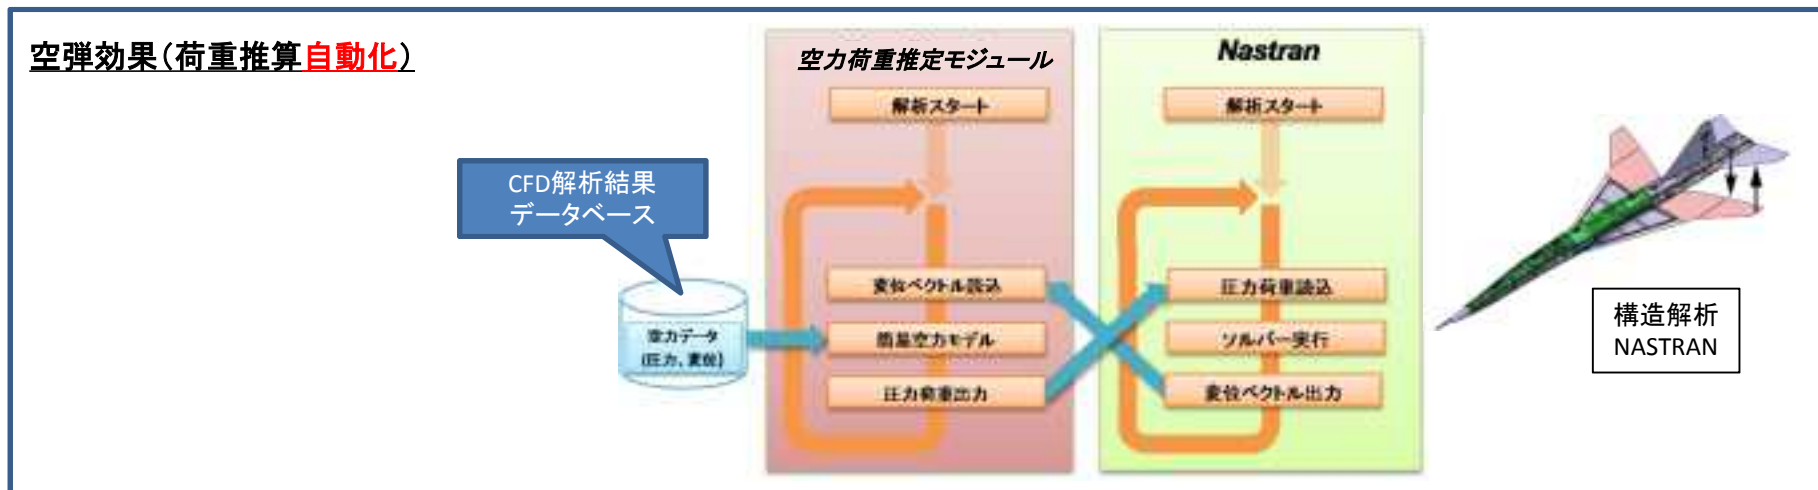 空弾効果(荷重推算自動化)
空力荷重推定モジュール
解析スタート
変位ベクトル読込
簡易空力モデル
圧力荷重出力
Nastran
解析スタート
圧力荷重読込
ソルバー実行
変位ベクトル出力
CFD解析結果
データベース
空力データ
(圧力、変位)
構造解析
NASTRAN